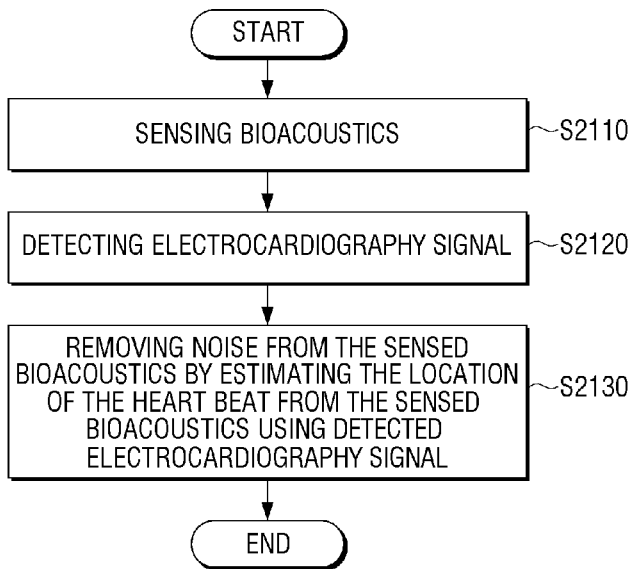 START
SENSING BIOACOUSTICS
S2110
DETECTING ELECTROCARDIOGRAPHY SIGNAL
S2120
REMOVING NOISE FROM THE SENSED
BIOACOUSTICS BY ESTIMATING THE LOCATION
OF THE HEART BEAT FROM THE SENSED
BIOACOUSTICS USING DETECTED
ELECTROCARDIOGRAPHY SIGNAL
S2130
END